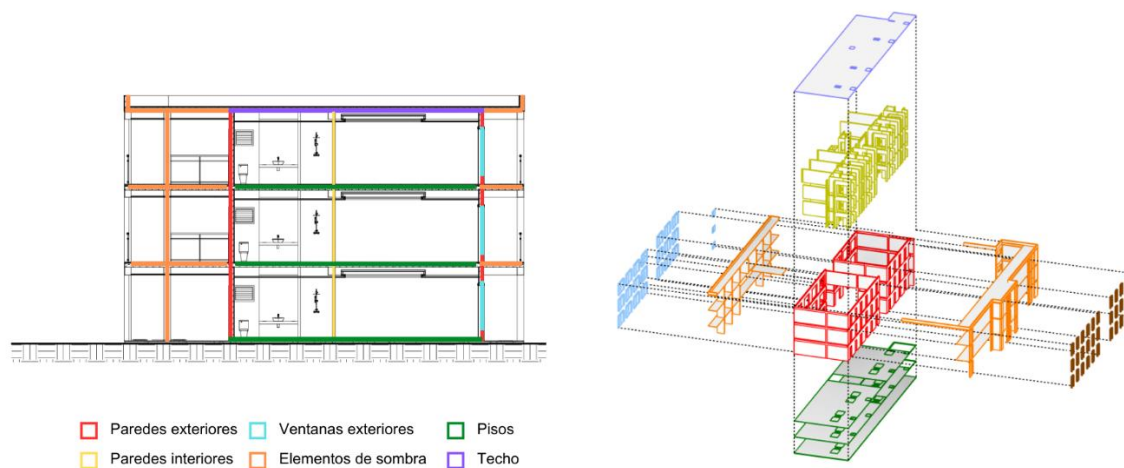 Paredes exteriores Ventanas exteriores Pisos
Paredes interiores Elementos de sombra Techo